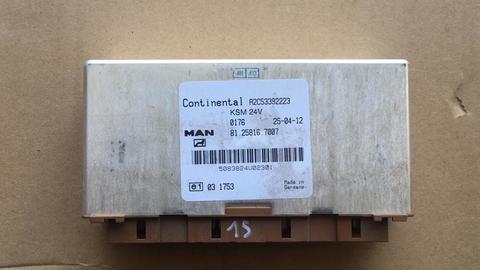 Continental A2C53392223
KSM 24V
0176 25-04-12
MAN 81.25816.7007
5083824U02301
e1 03 1753
Made in
Germany.
15